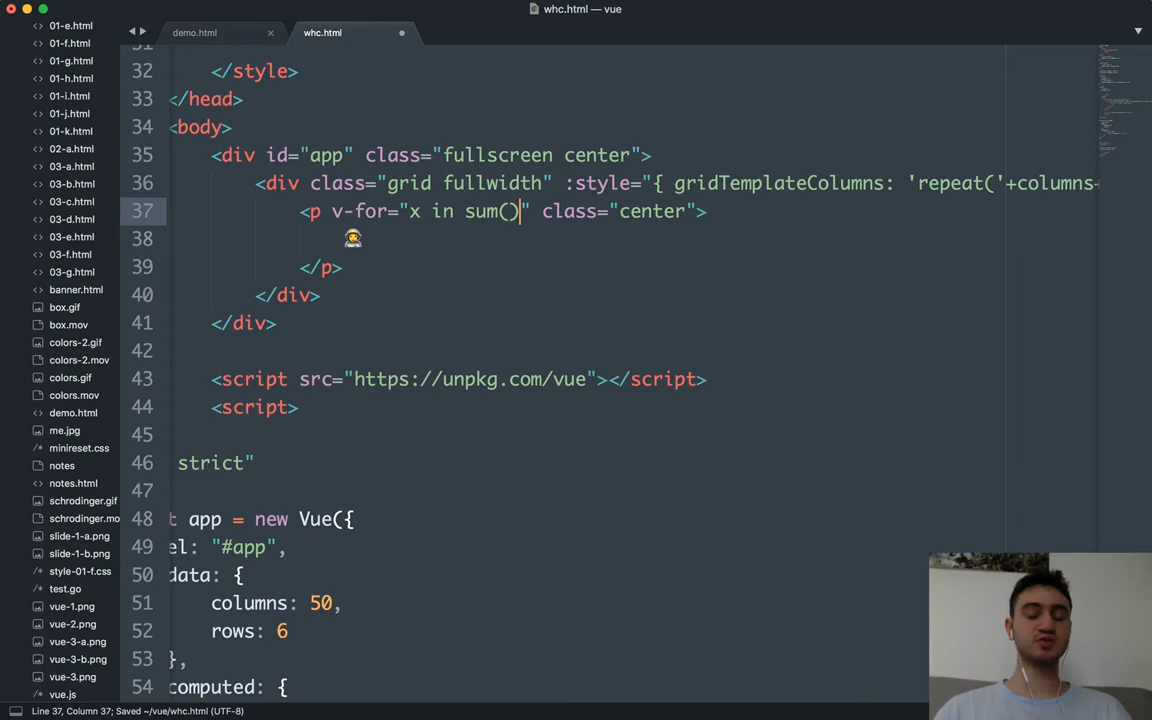 whc.html — vue
01-e.html
01-f.html
01-g.html
01-h.html
01-i.html
01-j.html
01-k.html
02-a.html
03-a.html
03-b.html
03-c.html
03-d.html
03-e.html
03-f.html
03-g.html
banner.html
box.gif
box.mov
colors-2.gif
colors-2.mov
colors.gif
colors.mov
demo.html
me.jpg
minireset.css
notes
notes.html
schrodinger.gif
schrodinger.mo
slide-1-a.png
slide-1-b.png
style-01-f.css
test.go
vue-1.png
vue-2.png
vue-3-a.png
vue-3-b.png
vue-3.png
vue.js
demo.html
whc.html
31
32 </style>
33 </head>
34 <body>
35 <div id="app" class="fullscreen center">
36 <div class="grid fullwidth" :style="{ gridTemplateColumns: 'repeat('+columns+
37 <p v-for="x in sum()" class="center">
38 👩‍🚀
39 </p>
40 </div>
41 </div>
42
43 <script src="https://unpkg.com/vue"></script>
44 <script>
45
46 strict"
47
48 t app = new Vue({
49 el: "#app",
50 data: {
51 columns: 50,
52 rows: 6
53 },
54 computed: {
Line 37, Column 37; Saved ~/vue/whc.html (UTF-8)